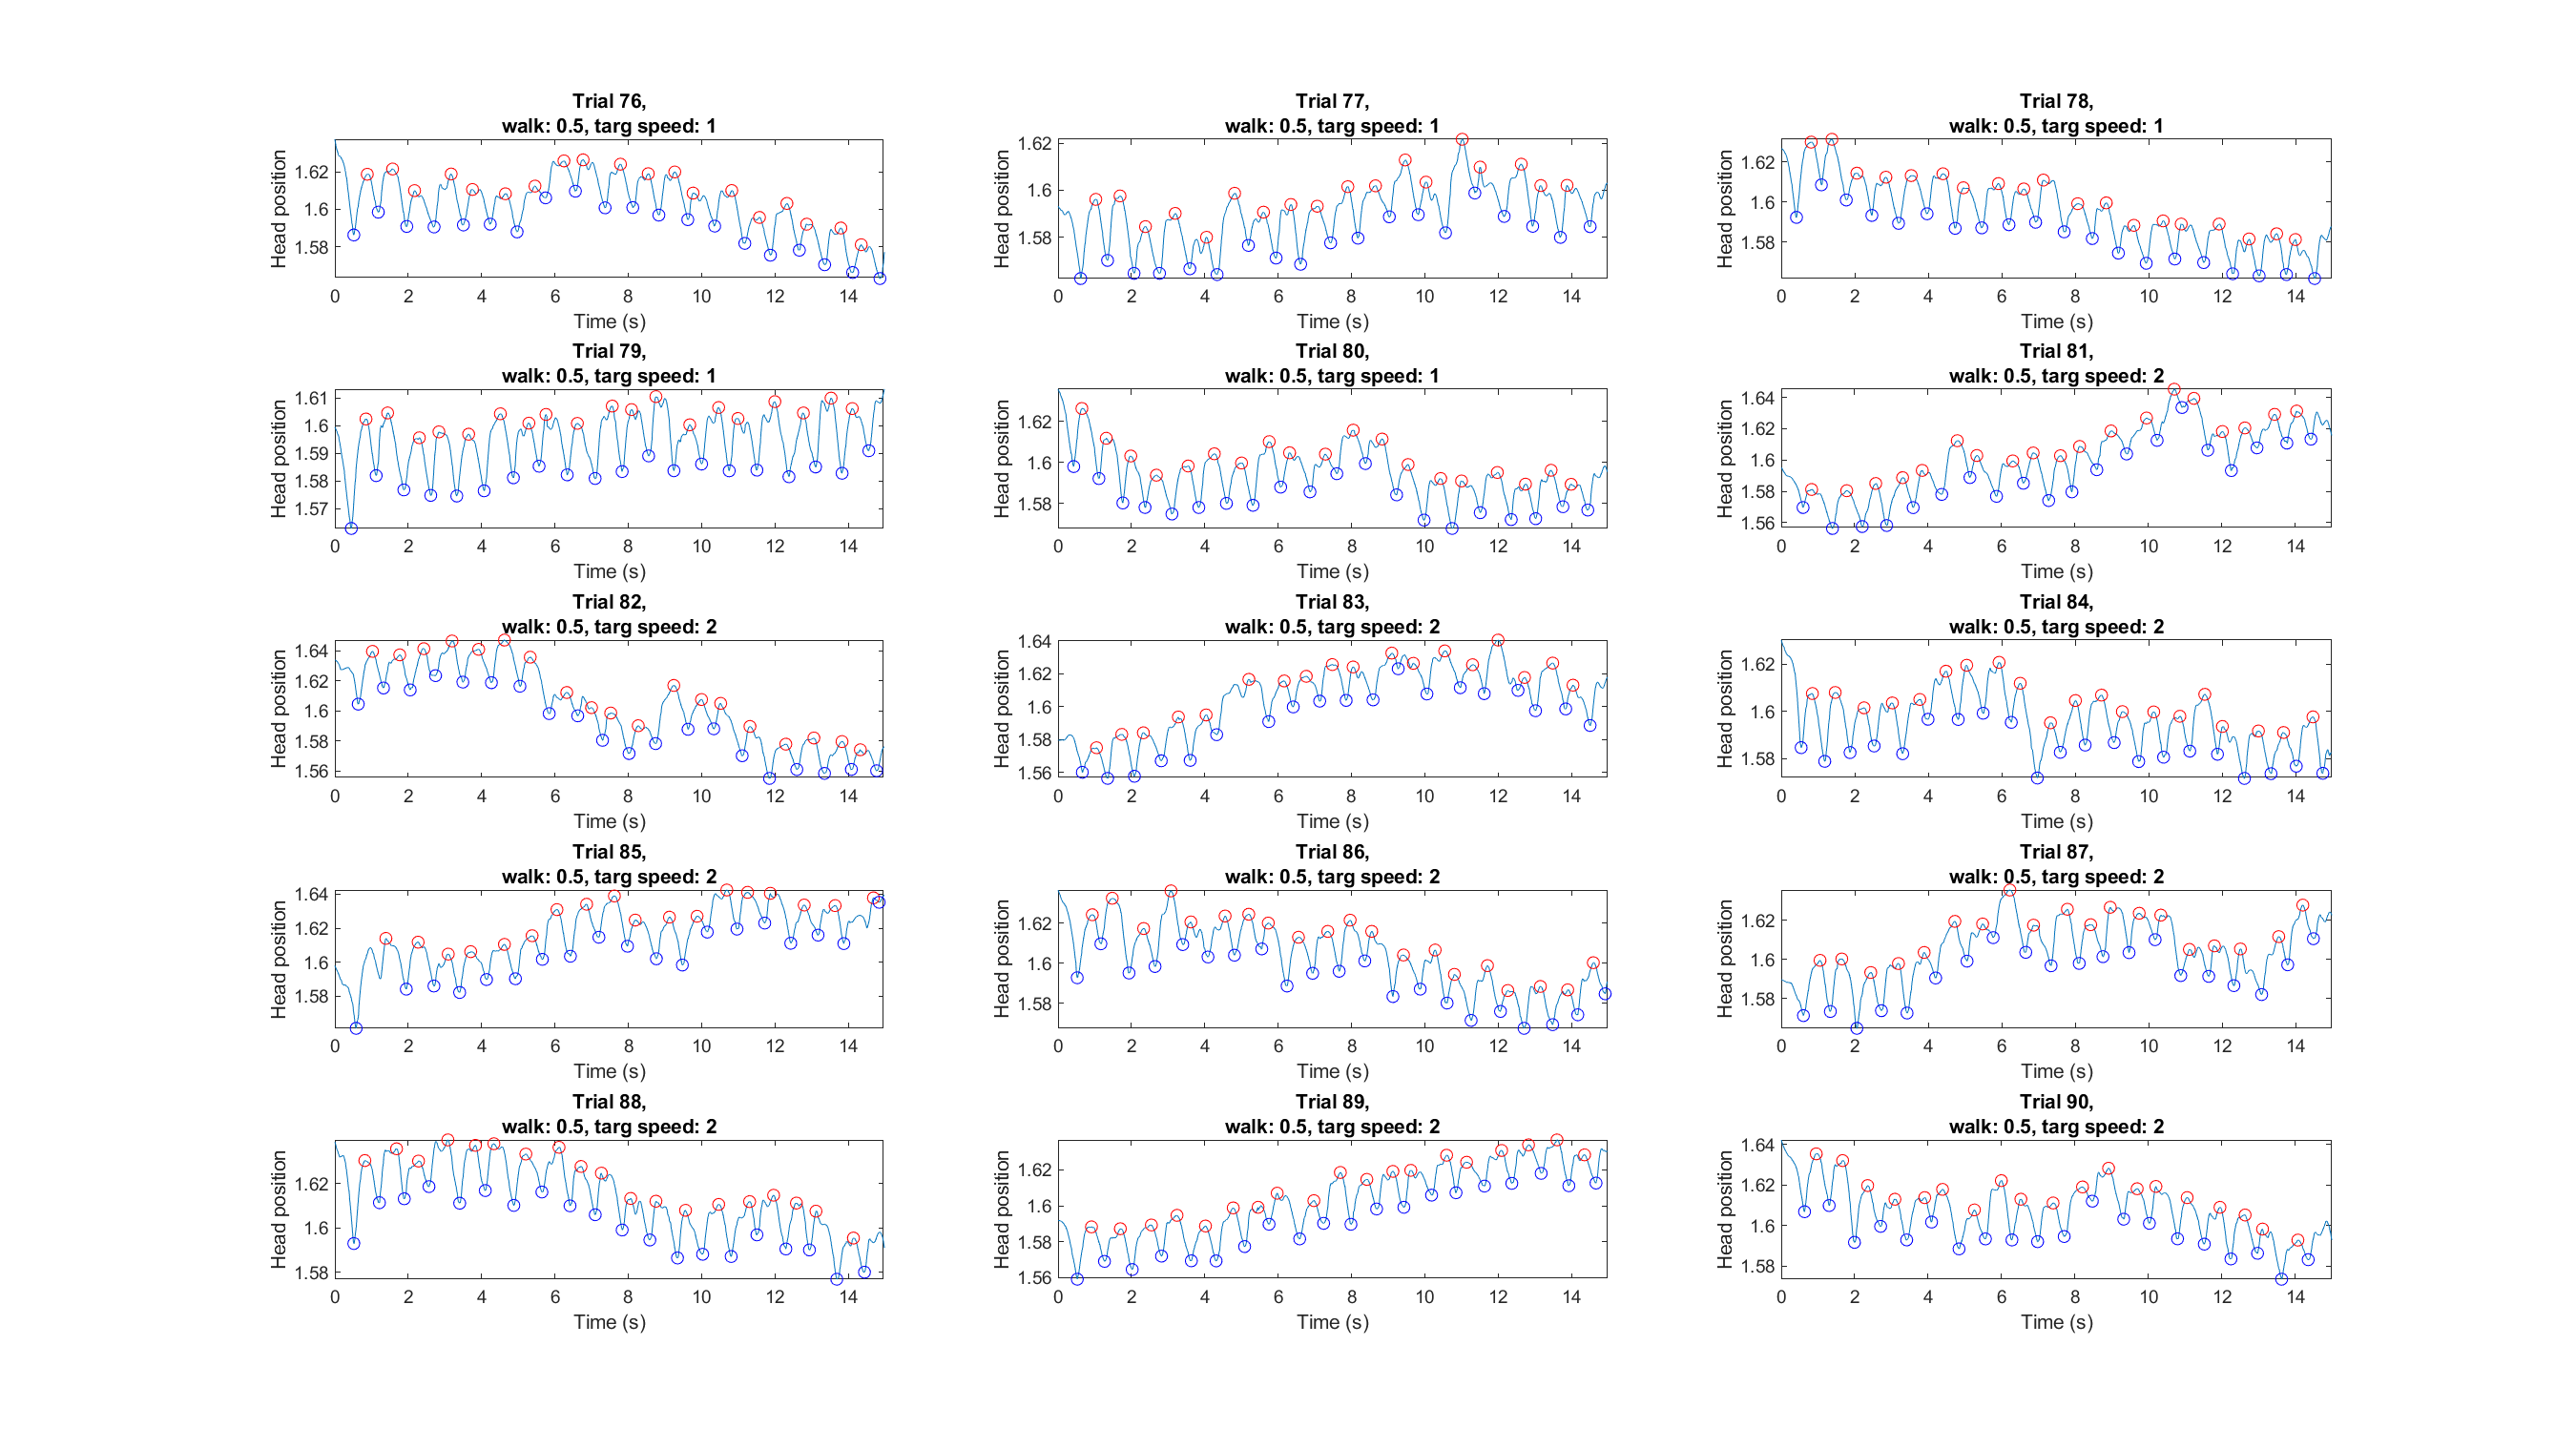 Trial 76,
walk: 0.5, targ speed: 1
Head position
1.62
1.6
1.58
0 2 4 6 8 10 12 14
Time (s)
Trial 77,
walk: 0.5, targ speed: 1
Head position
1.62
1.6
1.58
0 2 4 6 8 10 12 14
Time (s)
Trial 78,
walk: 0.5, targ speed: 1
Head position
1.62
1.6
1.58
0 2 4 6 8 10 12 14
Time (s)
Trial 79,
walk: 0.5, targ speed: 1
Head position
1.61
1.6
1.59
1.58
1.57
0 2 4 6 8 10 12 14
Time (s)
Trial 80,
walk: 0.5, targ speed: 1
Head position
1.62
1.6
1.58
0 2 4 6 8 10 12 14
Time (s)
Trial 81,
walk: 0.5, targ speed: 2
Head position
1.64
1.62
1.6
1.58
1.56
0 2 4 6 8 10 12 14
Time (s)
Trial 82,
walk: 0.5, targ speed: 2
Head position
1.64
1.62
1.6
1.58
1.56
0 2 4 6 8 10 12 14
Time (s)
Trial 83,
walk: 0.5, targ speed: 2
Head position
1.64
1.62
1.6
1.58
1.56
0 2 4 6 8 10 12 14
Time (s)
Trial 84,
walk: 0.5, targ speed: 2
Head position
1.62
1.6
1.58
0 2 4 6 8 10 12 14
Time (s)
Trial 85,
walk: 0.5, targ speed: 2
Head position
1.64
1.62
1.6
1.58
0 2 4 6 8 10 12 14
Time (s)
Trial 86,
walk: 0.5, targ speed: 2
Head position
1.62
1.6
1.58
0 2 4 6 8 10 12 14
Time (s)
Trial 87,
walk: 0.5, targ speed: 2
Head position
1.62
1.6
1.58
0 2 4 6 8 10 12 14
Time (s)
Trial 88,
walk: 0.5, targ speed: 2
Head position
1.62
1.6
1.58
0 2 4 6 8 10 12 14
Time (s)
Trial 89,
walk: 0.5, targ speed: 2
Head position
1.62
1.6
1.58
1.56
0 2 4 6 8 10 12 14
Time (s)
Trial 90,
walk: 0.5, targ speed: 2
Head position
1.64
1.62
1.6
1.58
0 2 4 6 8 10 12 14
Time (s)